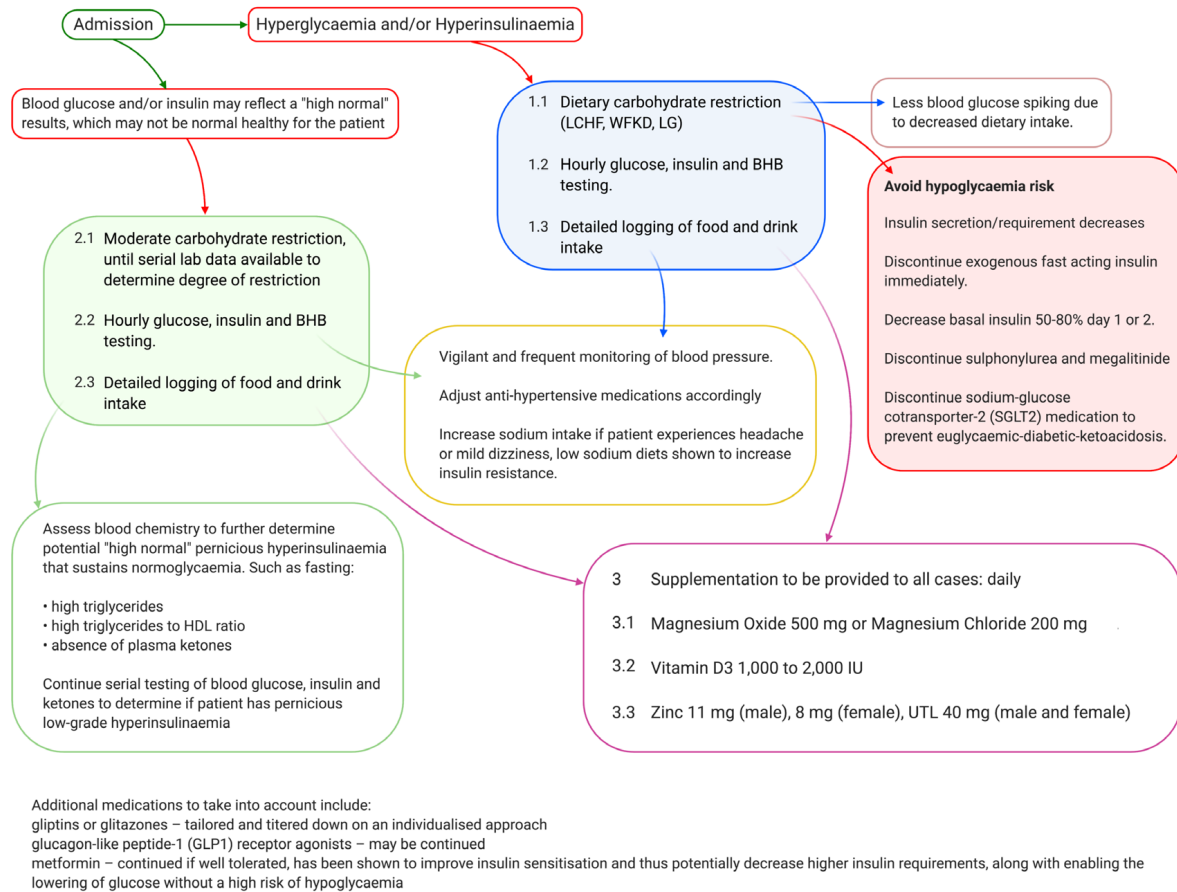 Admission
Hyperglycaemia and/or Hyperinsulinaemia
Blood glucose and/or insulin may reflect a "high normal"
results, which may not be normal healthy for the patient
1.1 Dietary carbohydrate restriction
(LCHF, WFKD, LG)
1.2 Hourly glucose, insulin and BHB
testing.
1.3 Detailed logging of food and drink
intake
Less blood glucose spiking due
to decreased dietary intake.
Avoid hypoglycaemia risk
Insulin secretion/requirement decreases
Discontinue exogenous fast acting insulin
immediately.
Decrease basal insulin 50-80% day 1 or 2.
Discontinue sulphonylurea and megalitinide
Discontinue sodium-glucose
cotransporter-2 (SGLT2) medication to
prevent euglycaemic-diabetic-ketoacidosis.
2.1 Moderate carbohydrate restriction,
until serial lab data available to
determine degree of restriction
2.2 Hourly glucose, insulin and BHB
testing.
2.3 Detailed logging of food and drink
intake
Vigilant and frequent monitoring of blood pressure.
Adjust anti-hypertensive medications accordingly
Increase sodium intake if patient experiences headache
or mild dizziness, low sodium diets shown to increase
insulin resistance.
Assess blood chemistry to further determine
potential "high normal" pernicious hyperinsulinaemia
that sustains normoglycaemia. Such as fasting:
• high triglycerides
• high triglycerides to HDL ratio
• absence of plasma ketones
Continue serial testing of blood glucose, insulin and
ketones to determine if patient has pernicious
low-grade hyperinsulinaemia
3 Supplementation to be provided to all cases: daily
3.1 Magnesium Oxide 500 mg or Magnesium Chloride 200 mg
3.2 Vitamin D3 1,000 to 2,000 IU
3.3 Zinc 11 mg (male), 8 mg (female), UTL 40 mg (male and female)
Additional medications to take into account include:
gliptins or glitazones – tailored and titered down on an individualised approach
glucagon-like peptide-1 (GLP1) receptor agonists – may be continued
metformin – continued if well tolerated, has been shown to improve insulin sensitisation and thus potentially decrease higher insulin requirements, along with enabling the
lowering of glucose without a high risk of hypoglycaemia